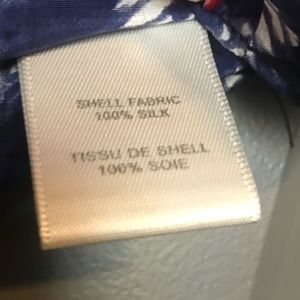 SHELL FABRIC
100% SILK
TISSU DE SHELL
100% SOIE